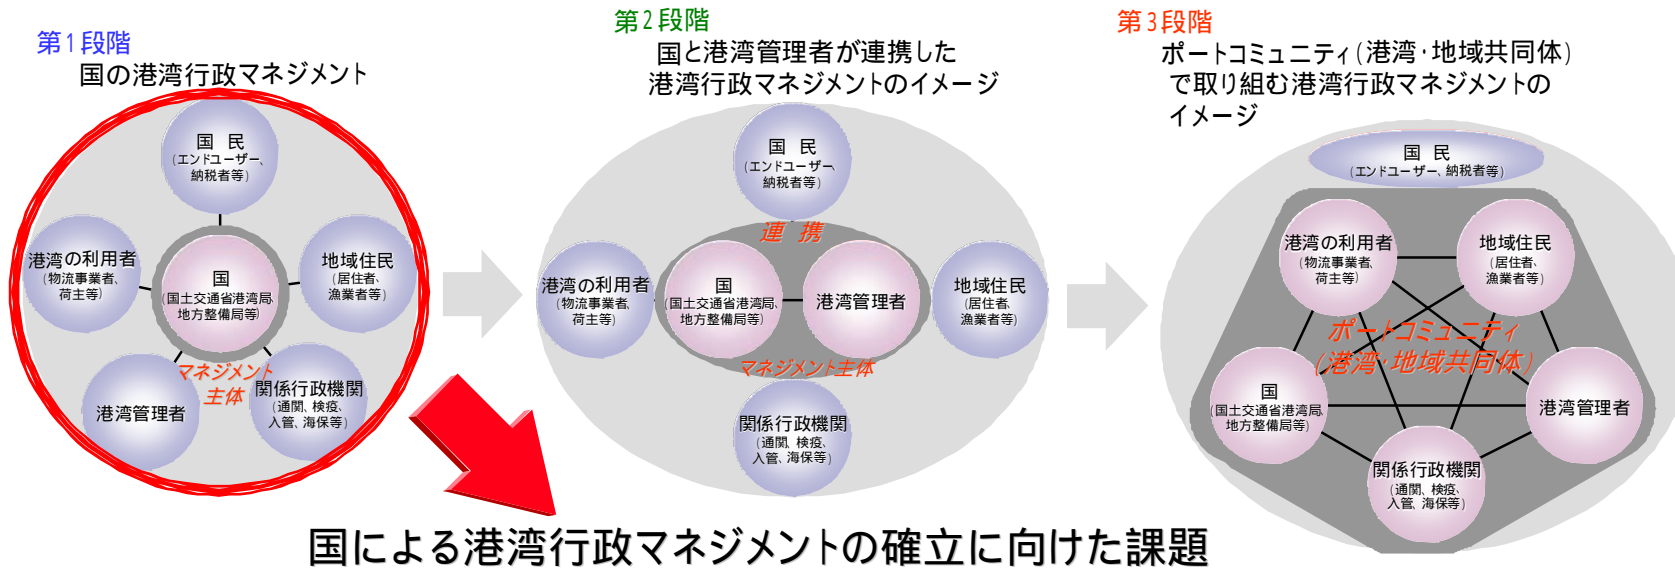 第1段階
国の港湾行政マネジメント
国 民
(エンドユーザー、
納税者等)
港湾の利用者
(物流事業者、
荷主等)
国
(国土交通省港湾局、
地方整備局等)
地域住民
(居住者、
漁業者等)
マネジメント
主体
港湾管理者
関係行政機関
(通関、検疫、
入管、海保等)
第2段階
国と港湾管理者が連携した
港湾行政マネジメントのイメージ
国 民
(エンドユーザー、
納税者等)
連 携
港湾の利用者
(物流事業者、
荷主等)
国
(国土交通省港湾局、
地方整備局等)
港湾管理者
地域住民
(居住者、
漁業者等)
マネジメント主体
関係行政機関
(通関、検疫、
入管、海保等)
第3段階
ポートコミュニティ(港湾・地域共同体)
で取り組む港湾行政マネジメントの
イメージ
国 民
(エンドユーザー、納税者等)
港湾の利用者
(物流事業者、
荷主等)
地域住民
(居住者、
漁業者等)
ポートコミュニティ
(港湾・地域共同体)
国
(国土交通省港湾局、
地方整備局等)
港湾管理者
関係行政機関
(通関、検疫、
入管、海保等)
国による港湾行政マネジメントの確立に向けた課題